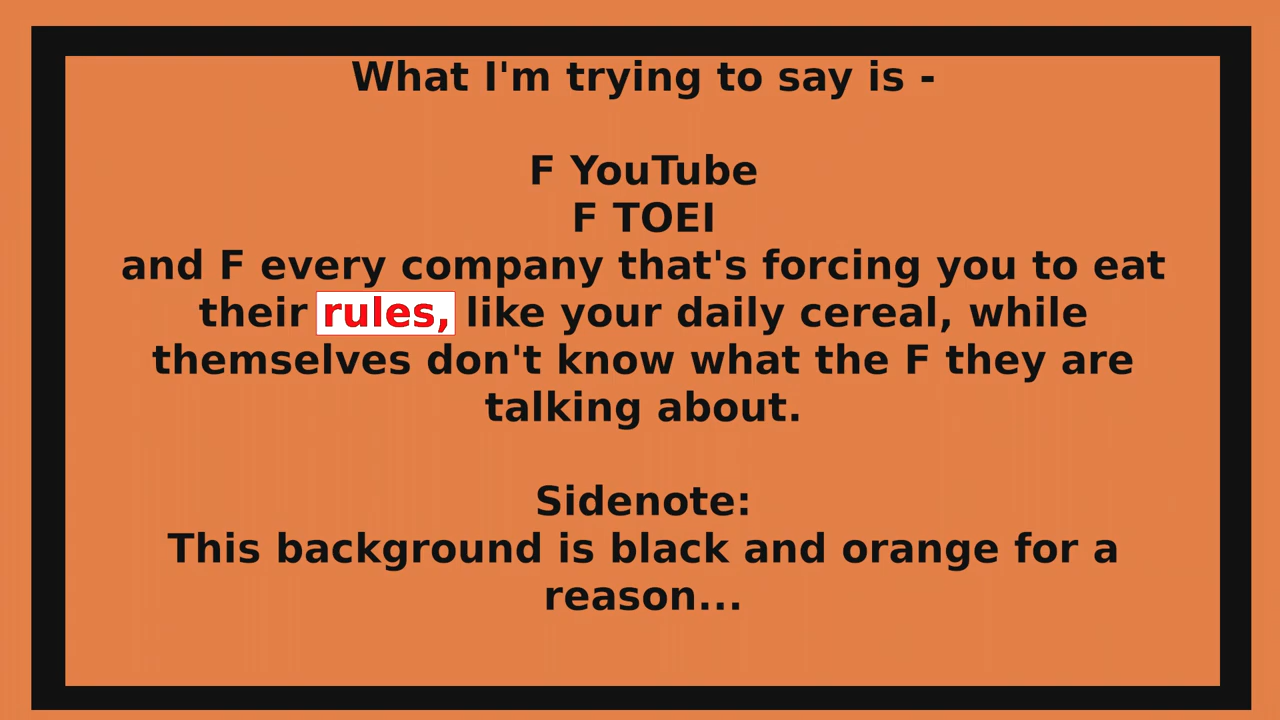 What I'm trying to say is -
F YouTube
F TOEI
and F every company that's forcing you to eat
their rules, like your daily cereal, while
themselves don't know what the F they are
talking about.
Sidenote:
This background is black and orange for a
reason...